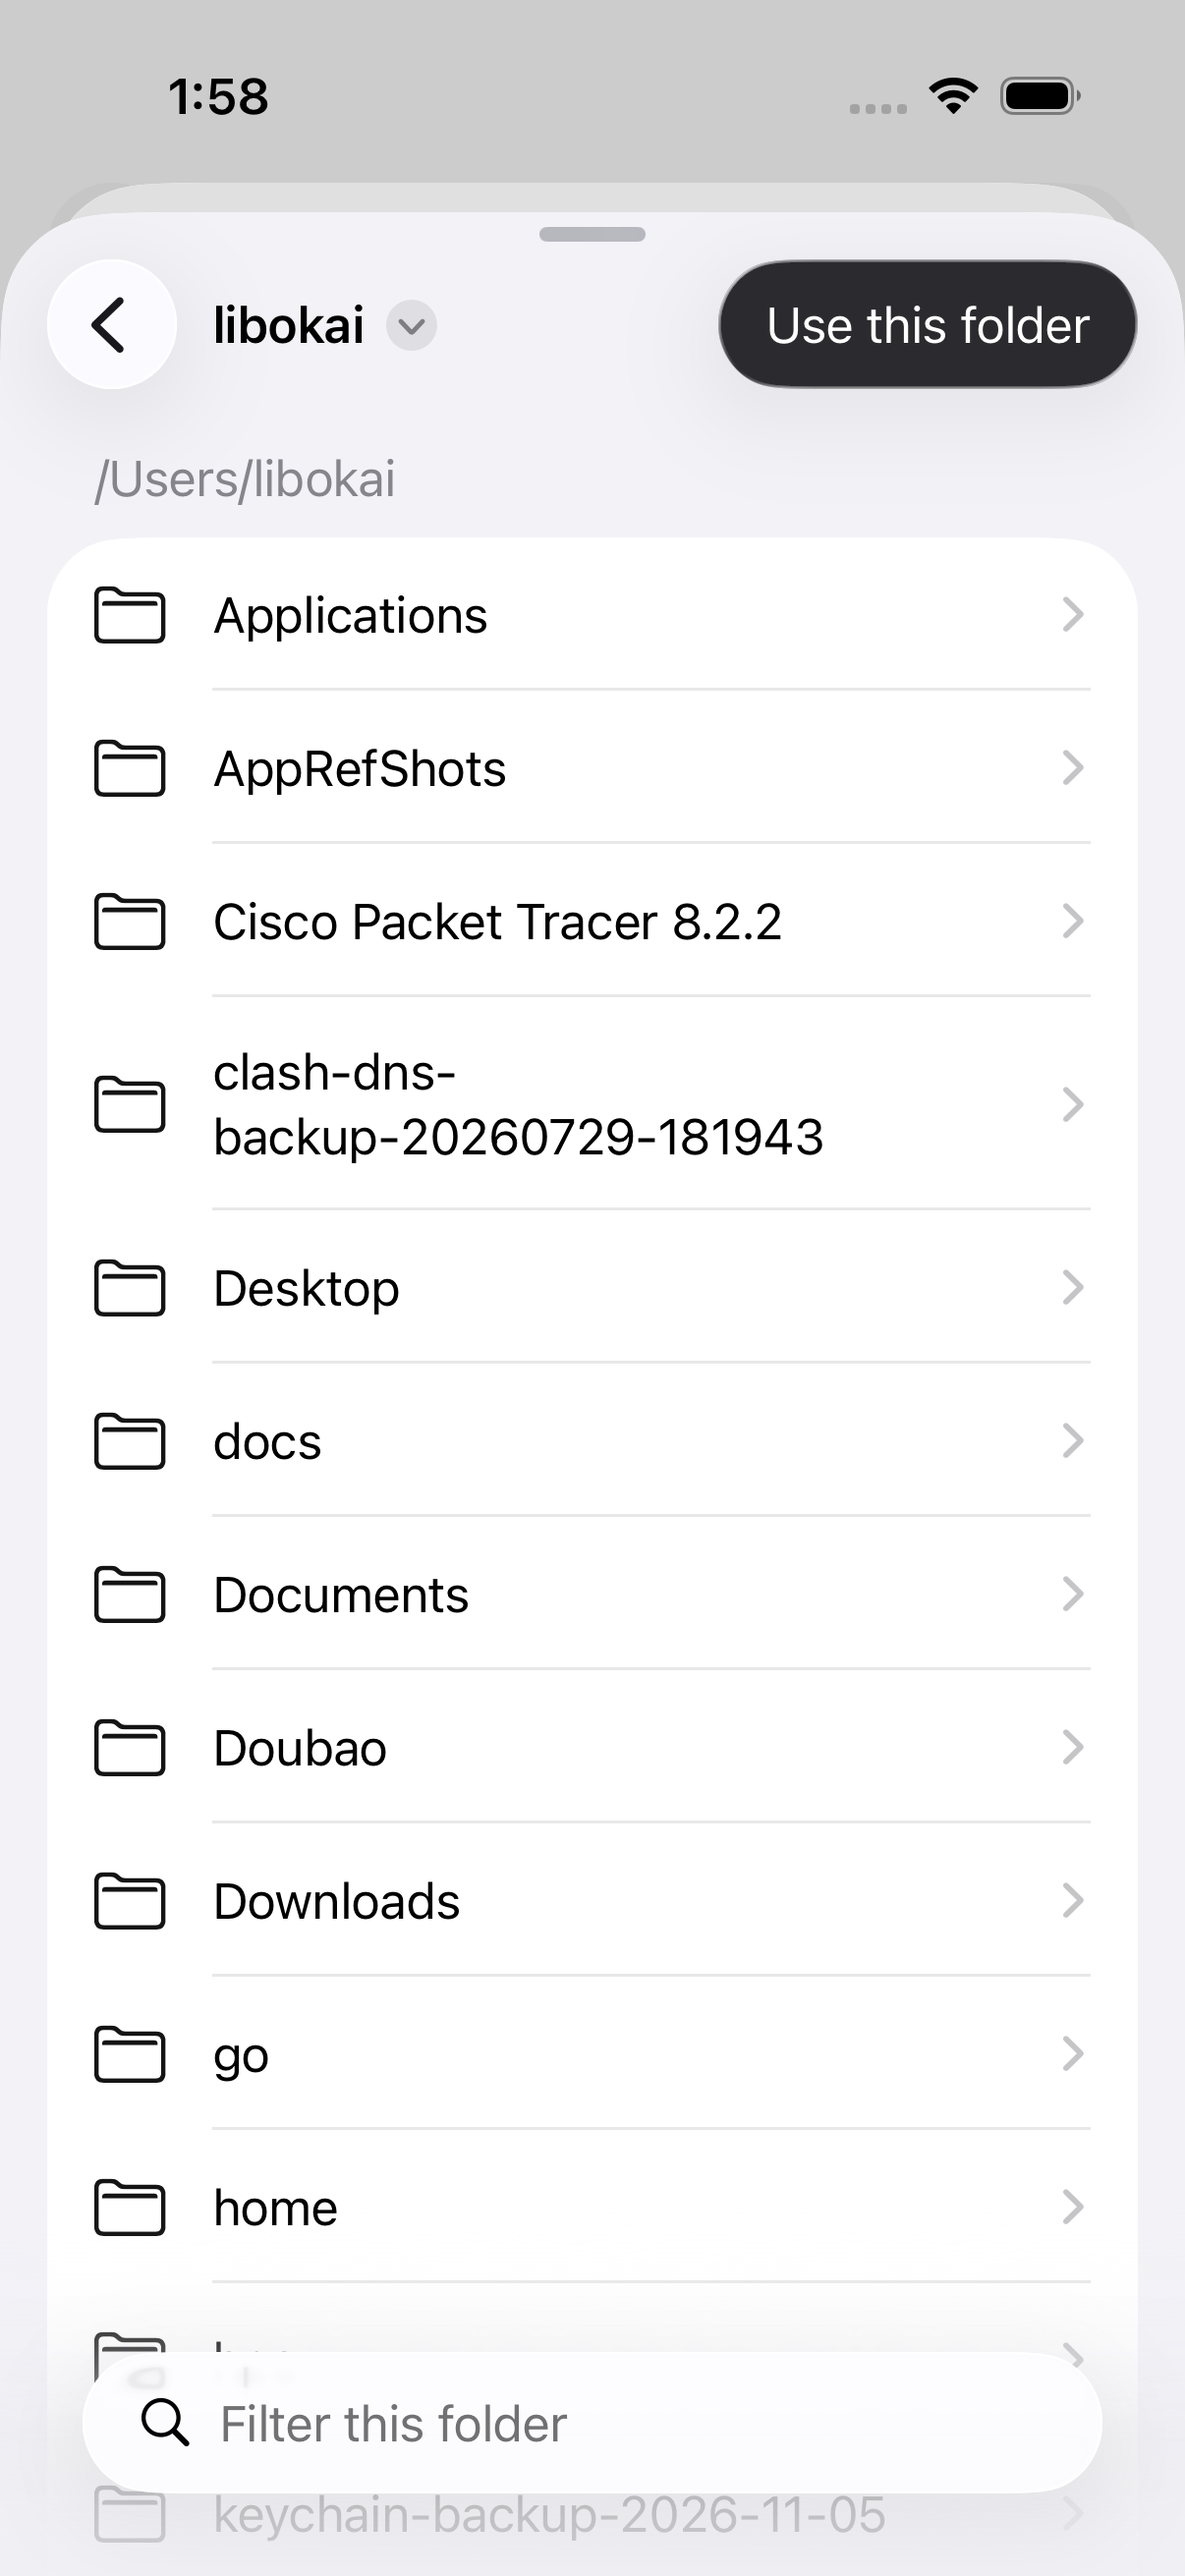 1:58
libokai
Use this folder
/Users/libokai
Applications
AppRefShots
Cisco Packet Tracer 8.2.2
clash-dns-
backup-20260729-181943
Desktop
docs
Documents
Doubao
Downloads
go
home
Filter this folder
keychain-backup-2026-11-05